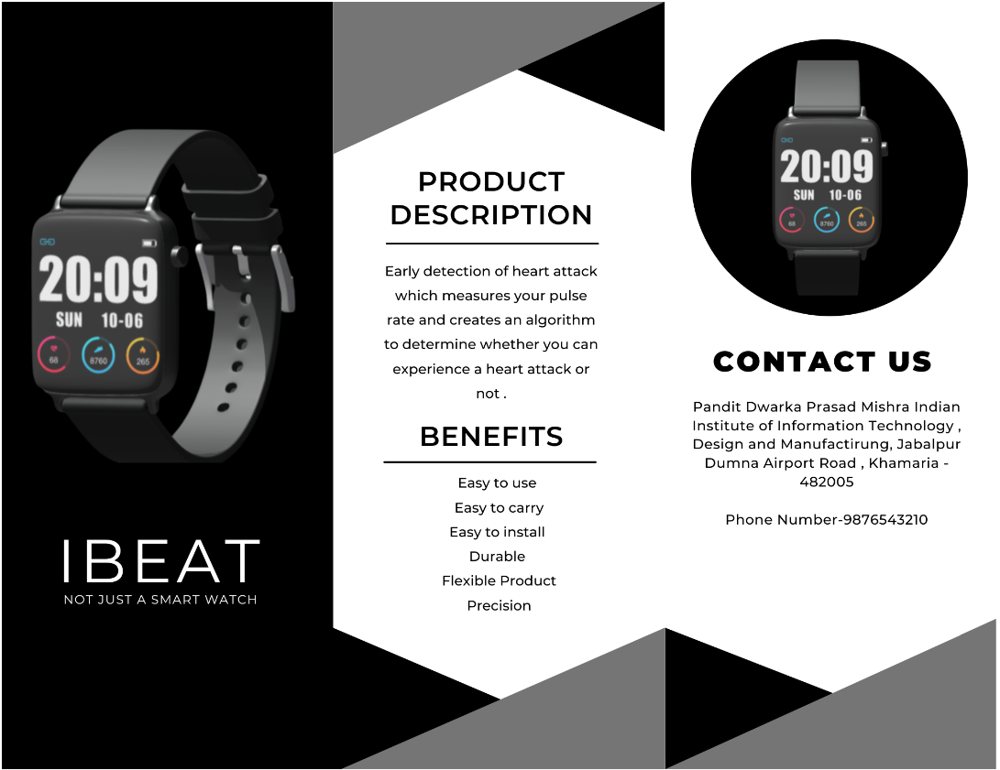 20:09
SUN 10-06
68 8760 265
IBEAT
NOT JUST A SMART WATCH
PRODUCT
DESCRIPTION
Early detection of heart attack
which measures your pulse
rate and creates an algorithm
to determine whether you can
experience a heart attack or
not .
BENEFITS
Easy to use
Easy to carry
Easy to install
Durable
Flexible Product
Precision
20:09
SUN 10-06
68 8760 265
CONTACT US
Pandit Dwarka Prasad Mishra Indian
Institute of Information Technology ,
Design and Manufactirung, Jabalpur
Dumna Airport Road , Khamaria -
482005
Phone Number-9876543210